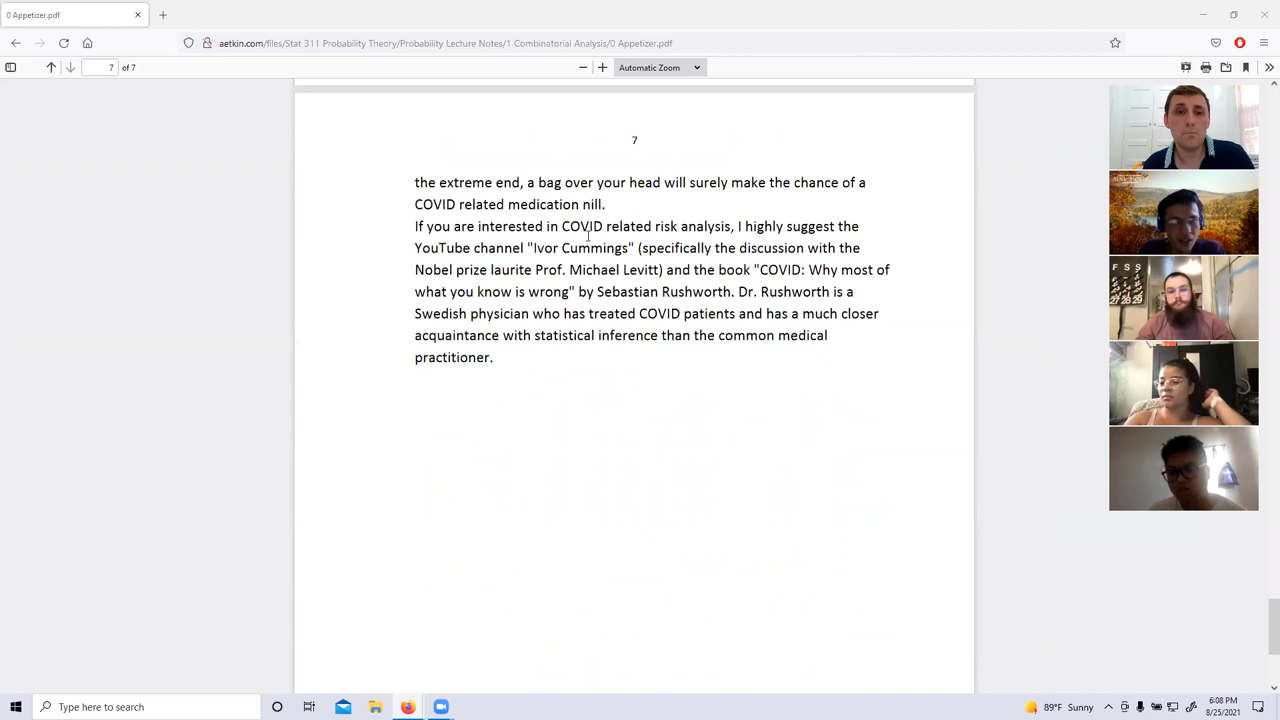 0 Appetizer.pdf
aetkin.com/files/Stat 311 Probability Theory/Probability Lecture Notes/I Combinatorial Analysis/0 Appetizer.pdf
7 of 7
Automatic Zoom
7
the extreme end, a bag over your head will surely make the chance of a
COVID related medication nill.
If you are interested in COVID related risk analysis, I highly suggest the
YouTube channel "Ivor Cummings" (specifically the discussion with the
Nobel prize laurite Prof. Michael Levitt) and the book "COVID: Why most of
what you know is wrong" by Sebastian Rushworth. Dr. Rushworth is a
Swedish physician who has treated COVID patients and has a much closer
acquaintance with statistical inference than the common medical
practitioner.
F S S
Type here to search
89°F Sunny
6:08 PM
8/25/2021